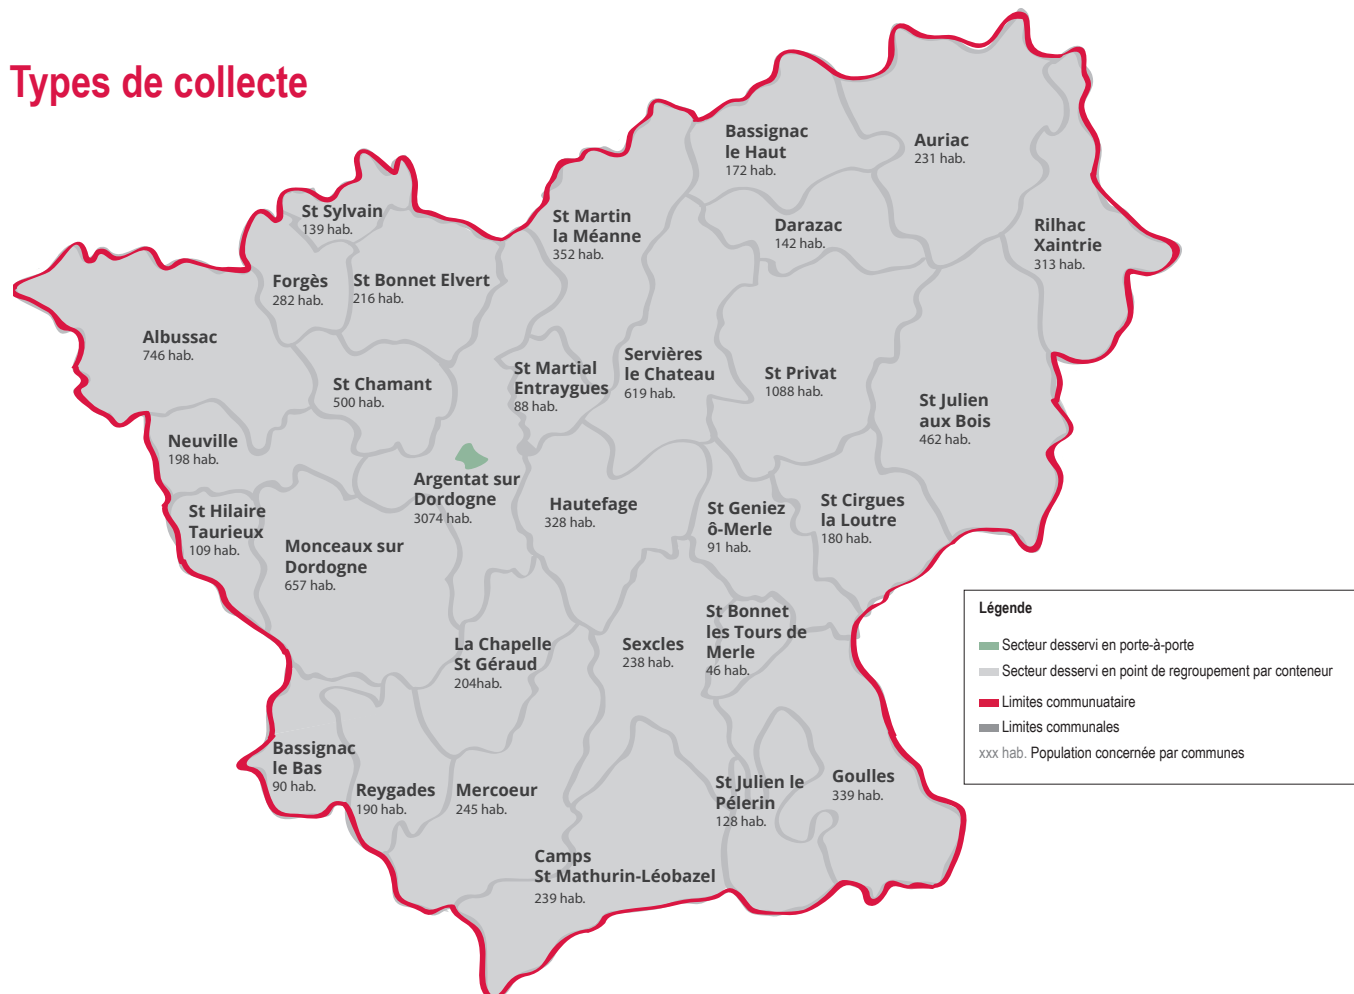 Types de collecte
Bassignac
le Haut
172 hab.
Auriac
231 hab.
St Sylvain
139 hab.
St Martin
la Méanne
352 hab.
Darazac
142 hab.
Rilhac
Xaintrie
313 hab.
Forgès
282 hab.
St Bonnet Elvert
216 hab.
Albussac
746 hab.
St Chamant
500 hab.
St Martial
Entraygues
88 hab.
Servières
le Chateau
619 hab.
St Privat
1088 hab.
St Julien
aux Bois
462 hab.
Neuville
198 hab.
Argentat sur
Dordogne
3074 hab.
St Hilaire
Taurieux
109 hab.
Monceaux sur
Dordogne
657 hab.
Hautefage
328 hab.
St Geniez
ô-Merle
91 hab.
St Cirgues
la Loutre
180 hab.
La Chapelle
St Géraud
204hab.
Sexcles
238 hab.
St Bonnet
les Tours de
Merle
46 hab.
Bassignac
le Bas
90 hab.
Reygades
190 hab.
Mercoeur
245 hab.
St Julien le
Pélerin
128 hab.
Goulles
339 hab.
Camps
St Mathurin-Léobazel
239 hab.
Légende
Secteur desservi en porte-à-porte
Secteur desservi en point de regroupement par conteneur
Limites communuataire
Limites communales
xxx hab. Population concernée par communes